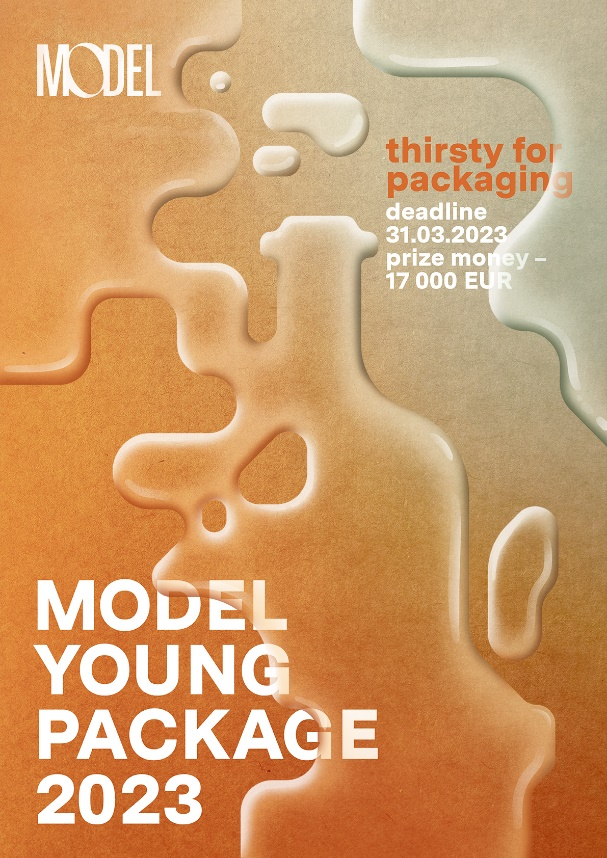 MODEL
thirsty for
packaging
deadline
31.03.2023
prize money –
17 000 EUR
MODEL
YOUNG
PACKAGE
2023